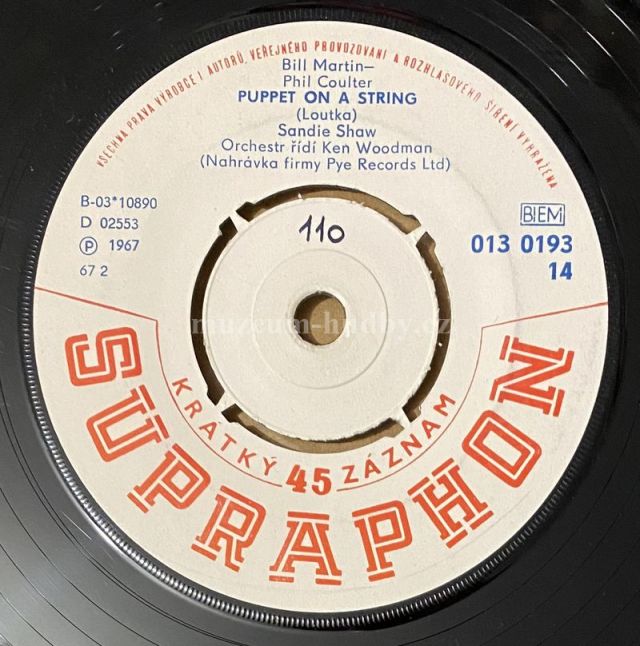 VŠECHNA PRÁVA VÝROBCE I AUTORŮ, VEŘEJNÉHO PROVOZOVÁNÍ A ROZHLASOVÉHO ŠÍŘENÍ VYHRAŽENA
Bill Martin–
Phil Coulter
PUPPET ON A STRING
(Loutka)
Sandie Shaw
Orchestr řídí Ken Woodman
(Nahrávka firmy Pye Records Ltd)
B-03*10890
D 02553
Ⓟ 1967
67 2
BIEM
013 0193
14
110
muzeum-hudby.cz
KRÁTKÝ 45 ZÁZNAM
SUPRAPHON